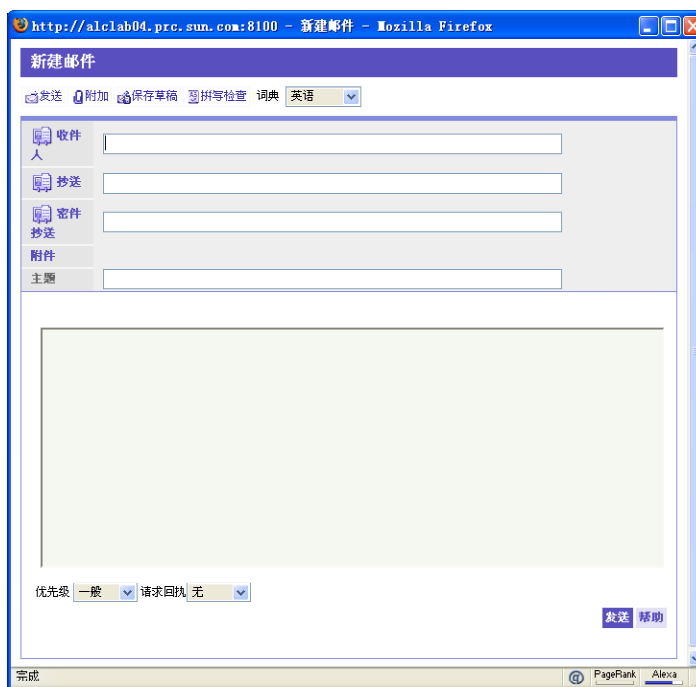 http://alclab04.prc.sun.com:8100 - 新建邮件 - Mozilla Firefox
新建邮件
发送 附加 保存草稿 拼写检查 词典 英语
收件
人
抄送
密件
抄送
附件
主题
优先级 一般 请求回执 无
发送 帮助
完成 @ PageRank Alexa